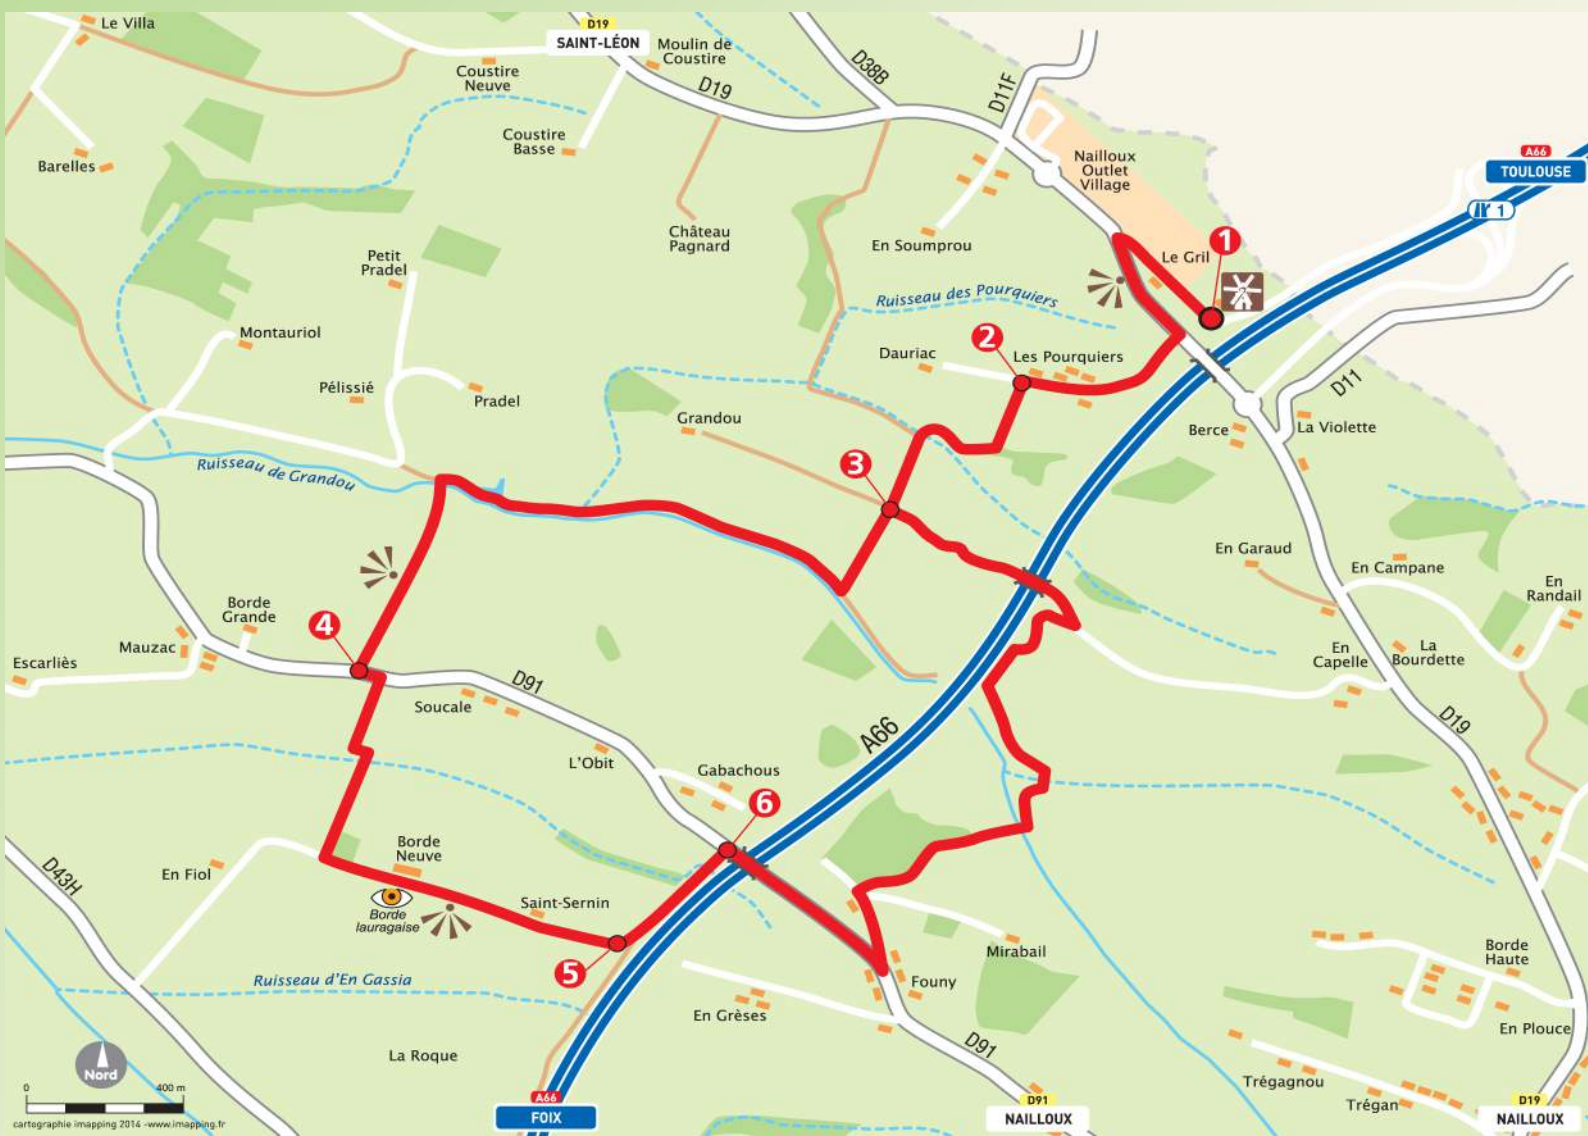 Le Villa
D19
SAINT-LÉON
Moulin de
Coustire
Coustire
Neuve
D19
D38B
D11F
Coustire
Basse
Barelles
Nailloux
Outlet
Village
A66
TOULOUSE
1
Château
Pagnard
En Soumprou
Le Gril
1
Petit
Pradel
Ruisseau des Pourquiers
Montauriol
Dauriac
2
Les Pourquiers
Pélissié
Pradel
D11
Grandou
Berce
La Violette
Ruisseau de Grandou
3
En Garaud
En Campane
En
Randail
Borde
Grande
4
Mauzac
Escarliès
En
Capelle
La
Bourdette
D91
Soucale
A66
D19
L'Obit
Gabachous
6
Borde
Neuve
D43H
En Fiol
Borde
lauragaise
Saint-Sernin
5
Mirabail
Borde
Haute
Ruisseau d'En Gassia
Founy
En Grèses
En Plouce
La Roque
D91
Nord
0
400 m
Trégagnou
Trégan
A66
FOIX
D91
NAILLOUX
D19
NAILLOUX
cartographie imapping 2014 -www.imapping.fr